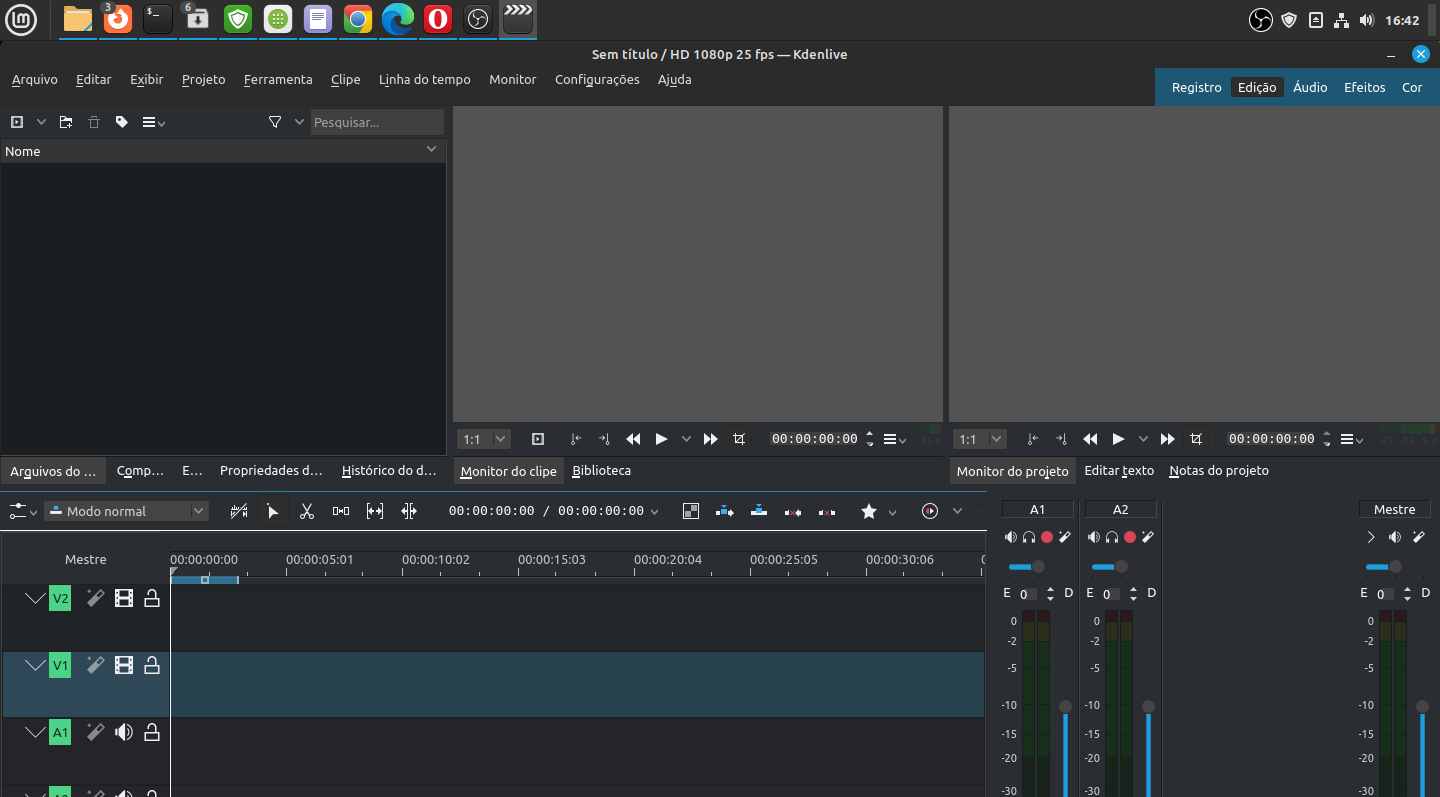 3
6
16:42
Sem título / HD 1080p 25 fps — Kdenlive
Arquivo Editar Exibir Projeto Ferramenta Clipe Linha do tempo Monitor Configurações Ajuda
Registro Edição Áudio Efeitos Cor
Pesquisar...
Nome
1:1 00:00:00:00
1:1 00:00:00:00 -45 -15 -5 0
Arquivos do ... Comp... E... Propriedades d... Histórico do d...
Monitor do clipe Biblioteca
Monitor do projeto Editar texto Notas do projeto
Modo normal 00:00:00:00 / 00:00:00:00
A1 A2 Mestre
Mestre 00:00:00:00 00:00:05:01 00:00:10:02 00:00:15:03 00:00:20:04 00:00:25:05 00:00:30:06
E 0 D E 0 D E 0 D
V2
V1
A1
A2
0 0 0
-2 -2 -2
-5 -5 -5
-10 -10 -10
-15 -15 -15
-20 -20 -20
-30 -30 -30